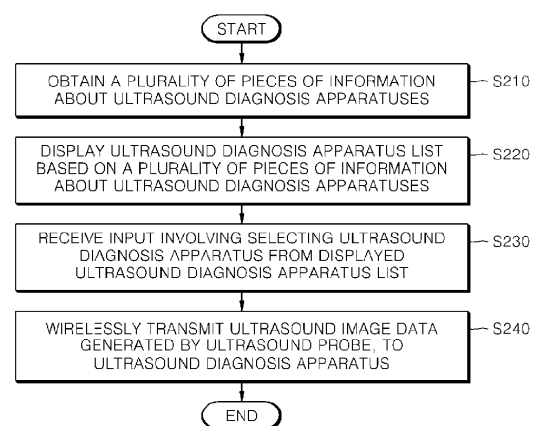 START
OBTAIN A PLURALITY OF PIECES OF INFORMATION
ABOUT ULTRASOUND DIAGNOSIS APPARATUSES
S210
DISPLAY ULTRASOUND DIAGNOSIS APPARATUS LIST
BASED ON A PLURALITY OF PIECES OF INFORMATION
ABOUT ULTRASOUND DIAGNOSIS APPARATUSES
S220
RECEIVE INPUT INVOLVING SELECTING ULTRASOUND
DIAGNOSIS APPARATUS FROM DISPLAYED
ULTRASOUND DIAGNOSIS APPARATUS LIST
S230
WIRELESSLY TRANSMIT ULTRASOUND IMAGE DATA
GENERATED BY ULTRASOUND PROBE, TO
ULTRASOUND DIAGNOSIS APPARATUS
S240
END